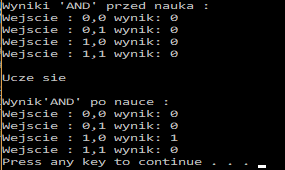 Wyniki 'AND' przed nauka :
Wejscie : 0,0 wynik: 0
Wejscie : 0,1 wynik: 0
Wejscie : 1,0 wynik: 0
Wejscie : 1,1 wynik: 0
Ucze sie
Wynik'AND' po nauce :
Wejscie : 0,0 wynik: 0
Wejscie : 0,1 wynik: 0
Wejscie : 1,0 wynik: 1
Wejscie : 1,1 wynik: 0
Press any key to continue . . .